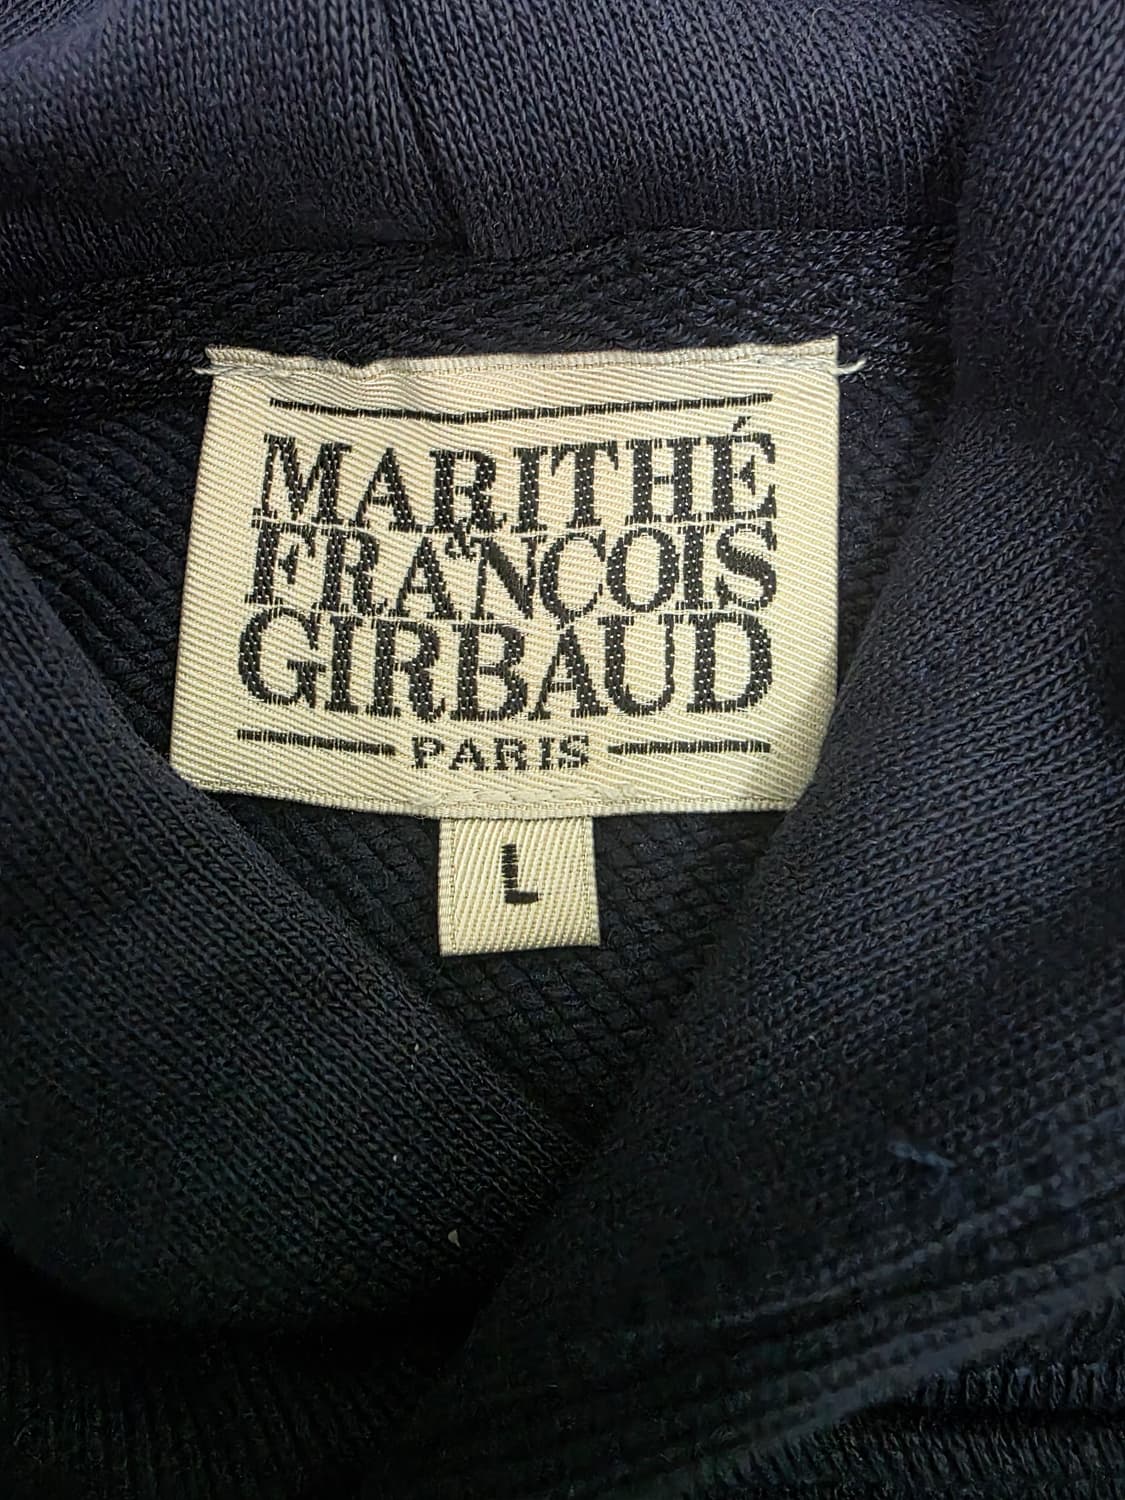 MARITHÉ
&
FRANÇOIS
GIRBAUD
PARIS
L